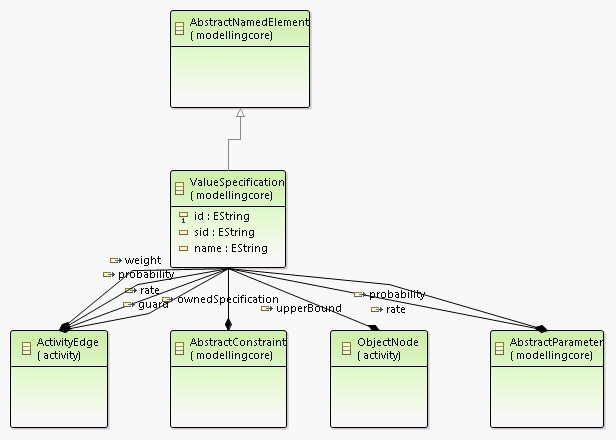 AbstractNamedElement
( modellingcore)
ValueSpecification
( modellingcore)
id : EString
sid : EString
name : EString
weight
probability
rate
guard
ownedSpecification
upperBound
probability
rate
ActivityEdge
( activity)
AbstractConstraint
( modellingcore)
ObjectNode
( activity)
AbstractParameter
( modellingcore)